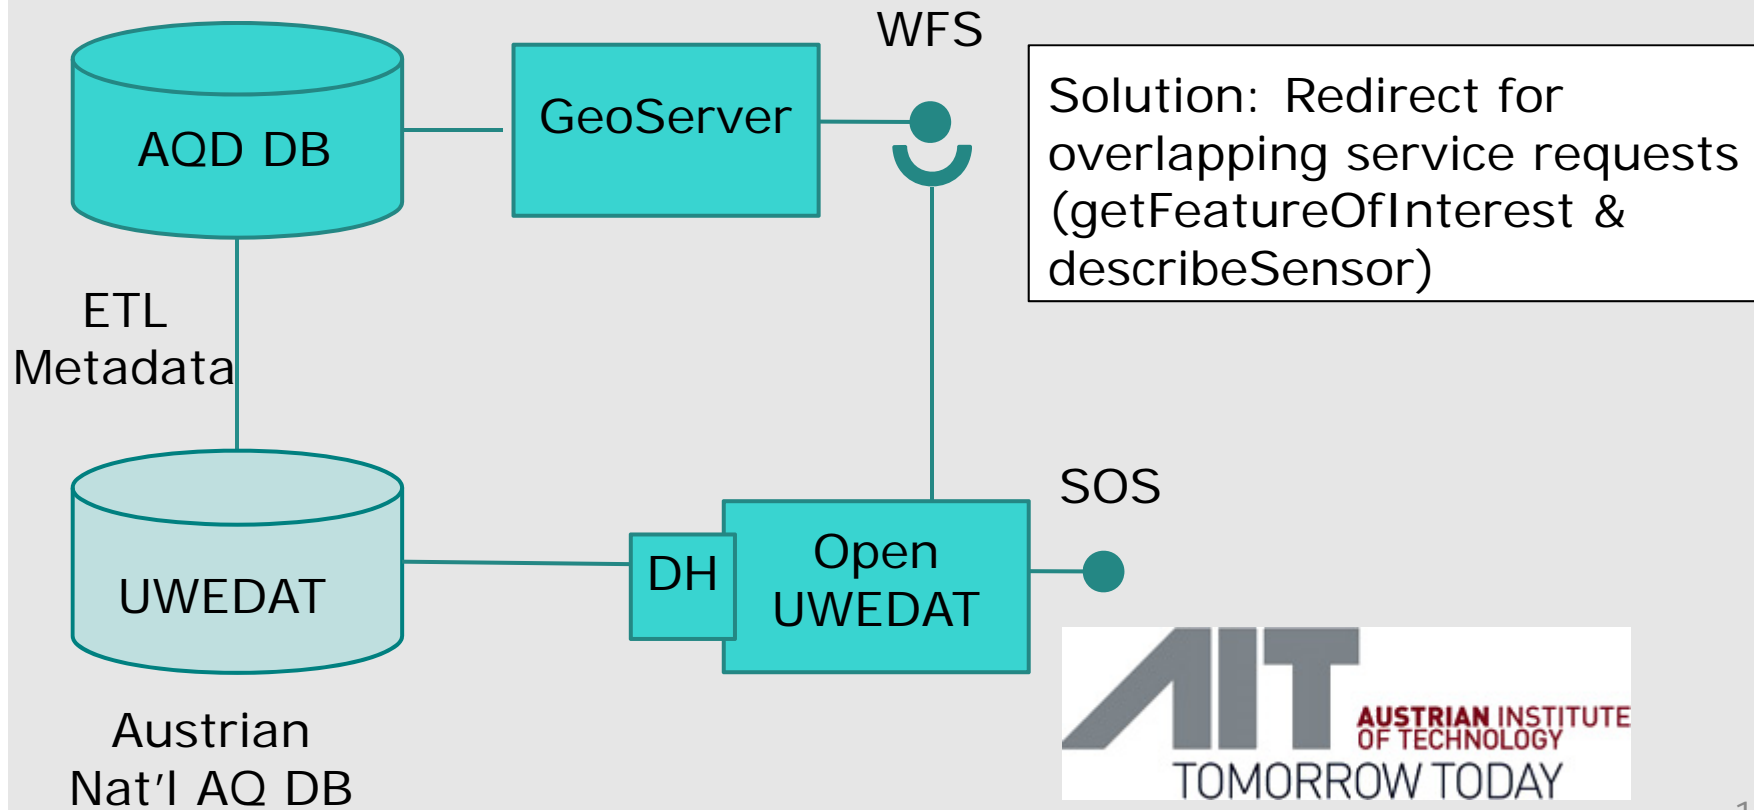 WFS
AQD DB
GeoServer
Solution: Redirect for
overlapping service requests
(getFeatureOfInterest &
describeSensor)
ETL
Metadata
SOS
UWEDAT
DH
Open
UWEDAT
Austrian
Nat'l AQ DB
AIT
AUSTRIAN INSTITUTE
OF TECHNOLOGY
TOMORROW TODAY